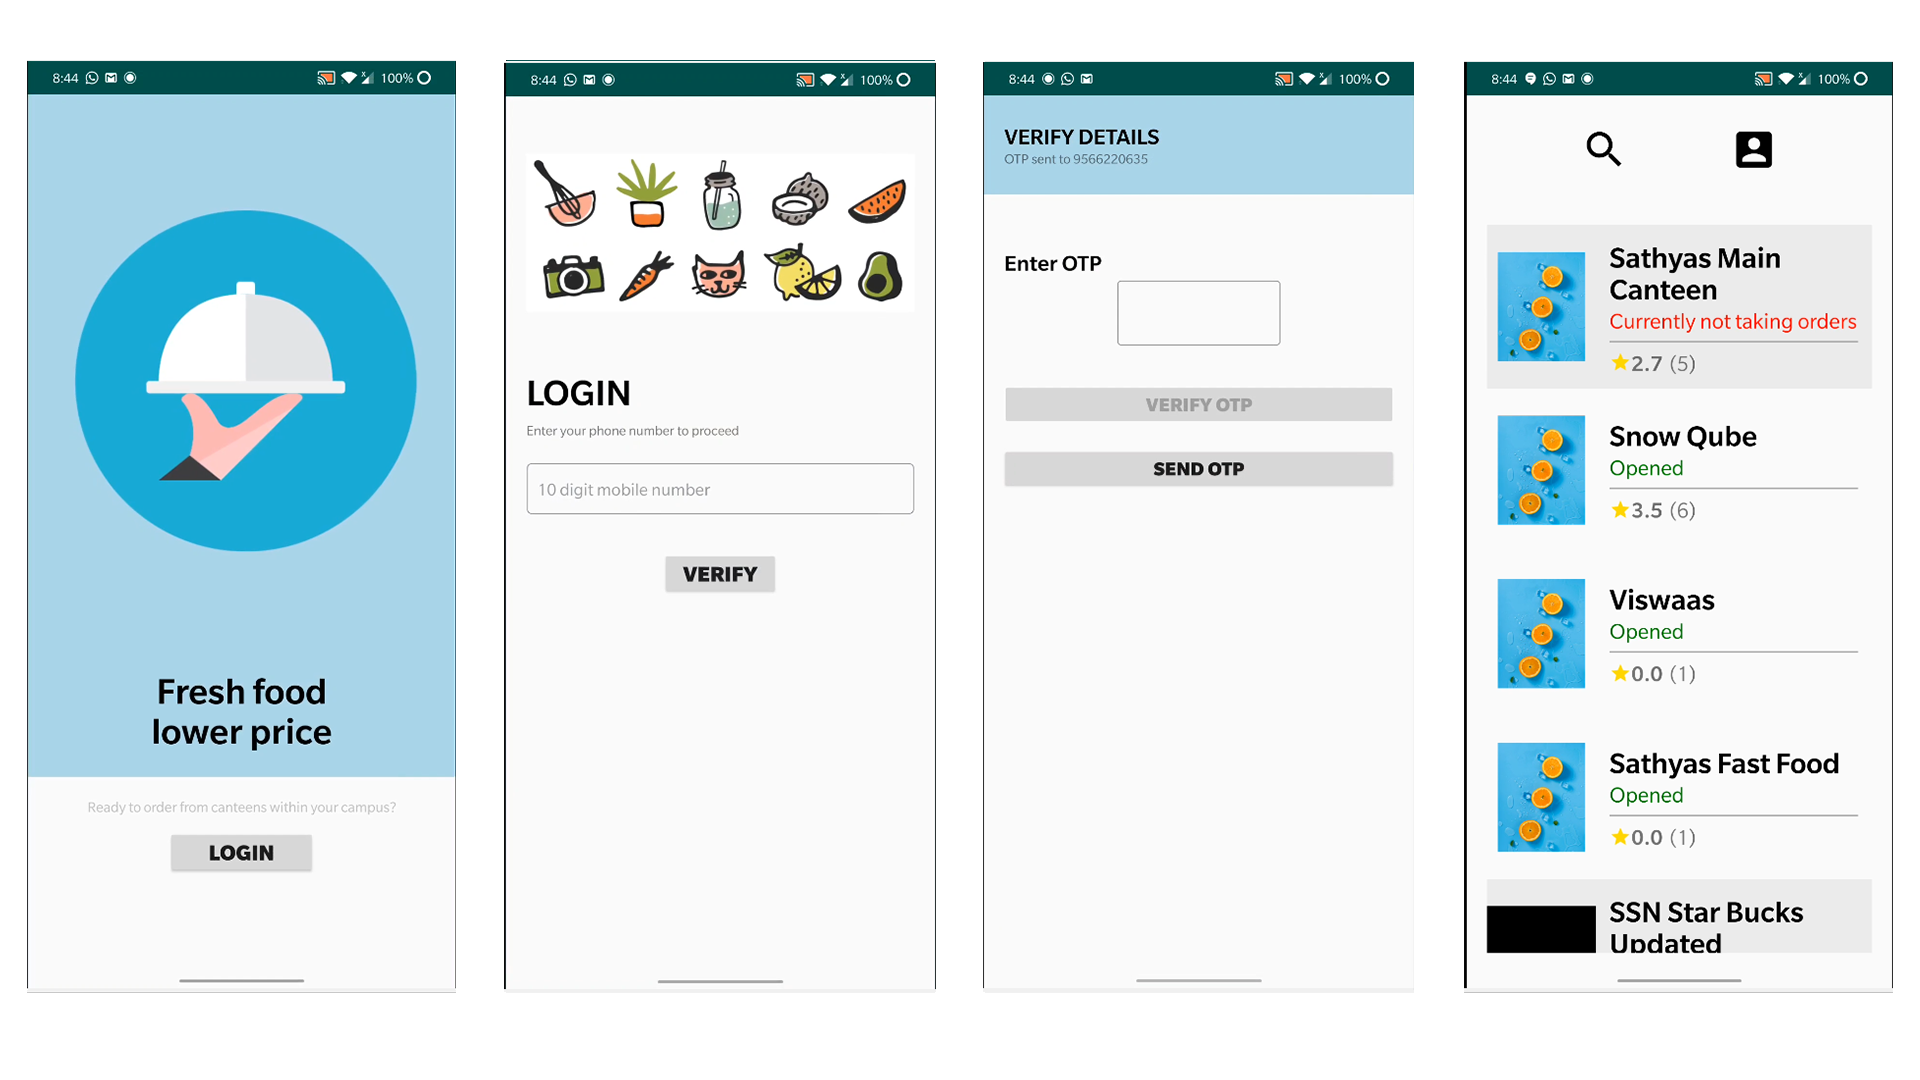 8:44
100%
Fresh food
lower price
Ready to order from canteens within your campus?
LOGIN
8:44
100%
LOGIN
Enter your phone number to proceed
10 digit mobile number
VERIFY
8:44
100%
VERIFY DETAILS
OTP sent to 9566220635
Enter OTP
VERIFY OTP
SEND OTP
8:44
100%
Sathyas Main
Canteen
Currently not taking orders
2.7 (5)
Snow Qube
Opened
3.5 (6)
Viswaas
Opened
0.0 (1)
Sathyas Fast Food
Opened
0.0 (1)
SSN Star Bucks
Updated